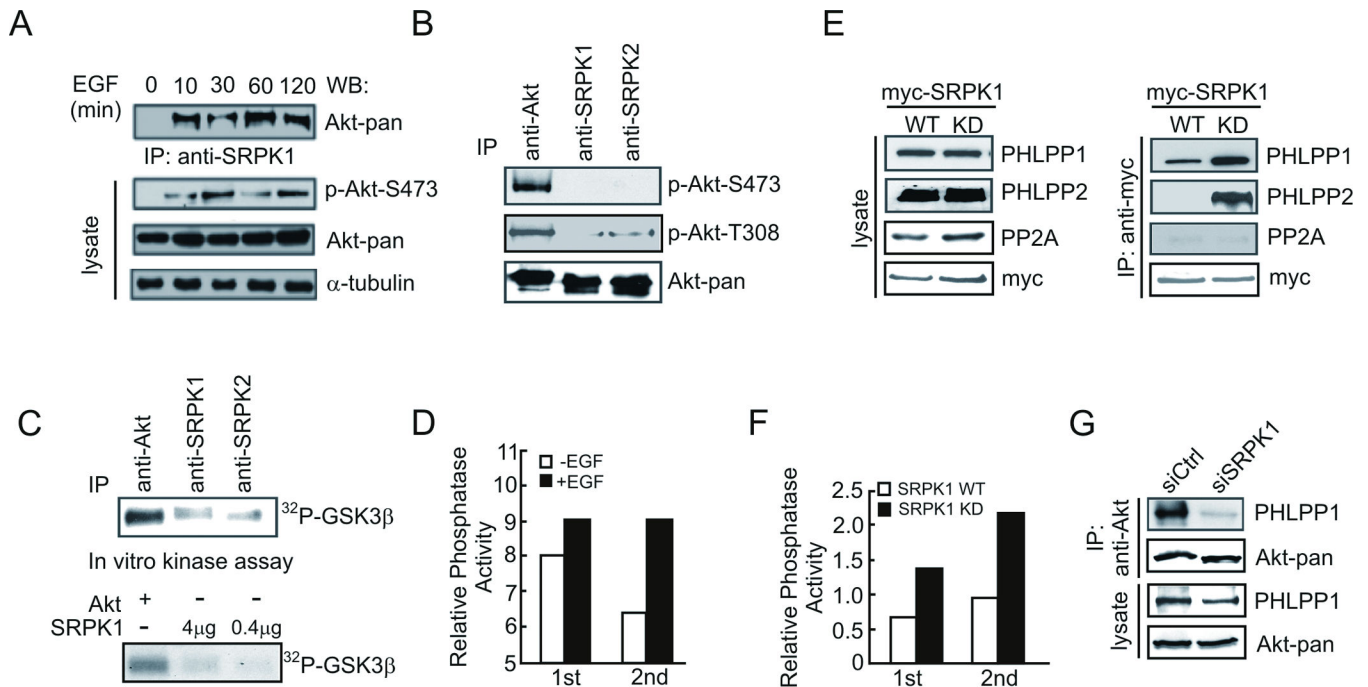 A
EGF (min) 0 10 30 60 120 WB:
Akt-pan
IP: anti-SRPK1
p-Akt-S473
Akt-pan
α-tubulin
lysate
B
IP anti-Akt anti-SRPK1 anti-SRPK2
p-Akt-S473
p-Akt-T308
Akt-pan
E
myc-SRPK1
WT KD
PHLPP1
PHLPP2
PP2A
myc
lysate
myc-SRPK1
WT KD
PHLPP1
PHLPP2
PP2A
myc
IP: anti-myc
C
IP anti-Akt anti-SRPK1 anti-SRPK2
32P-GSK3β
In vitro kinase assay
Akt + - -
SRPK1 - 4μg 0.4μg
32P-GSK3β
D
Relative Phosphatase
Activity
11
10
9
8
7
6
5
-EGF
+EGF
1st 2nd
F
Relative Phosphatase
Activity
2.5
2.0
1.5
1.0
0.5
0
SRPK1 WT
SRPK1 KD
1st 2nd
G
siCtrl siSRPK1
IP:
anti-Akt
PHLPP1
Akt-pan
lysate
PHLPP1
Akt-pan